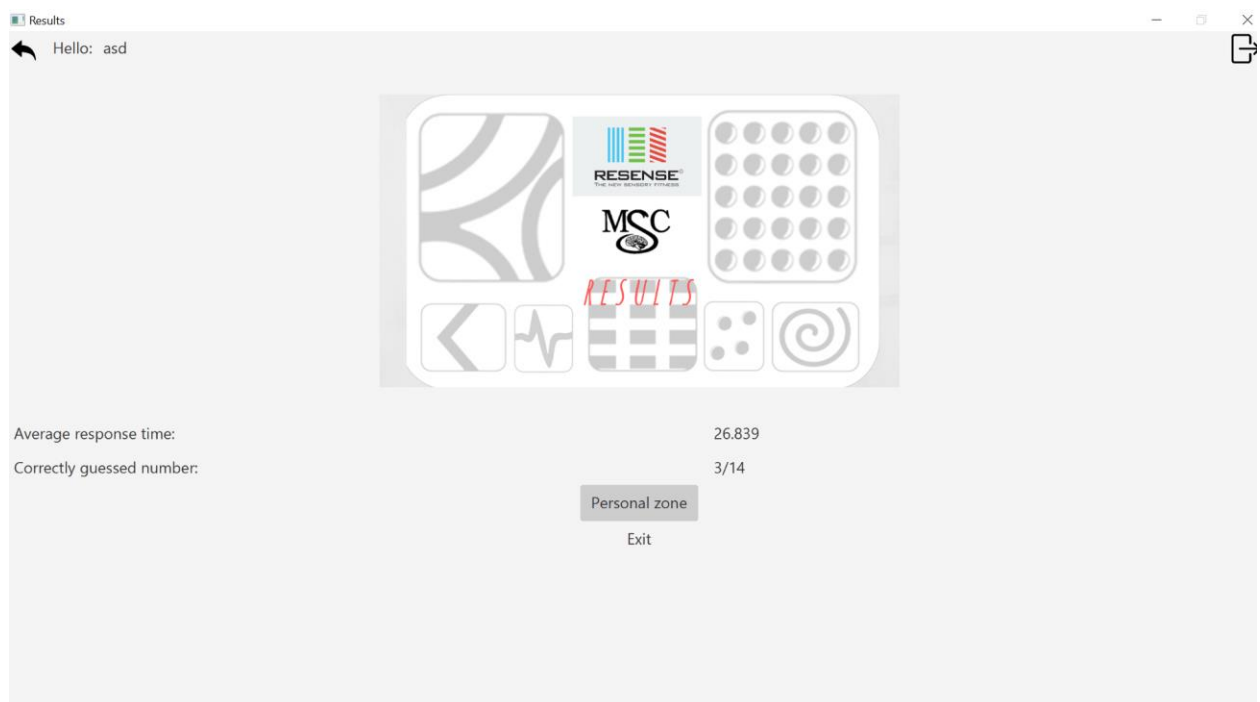 Results
Hello: asd
RESENSE
THE NEW SENSORY FITNESS
MSC
RESULTS
Average response time: 26.839
Correctly guessed number: 3/14
Personal zone
Exit